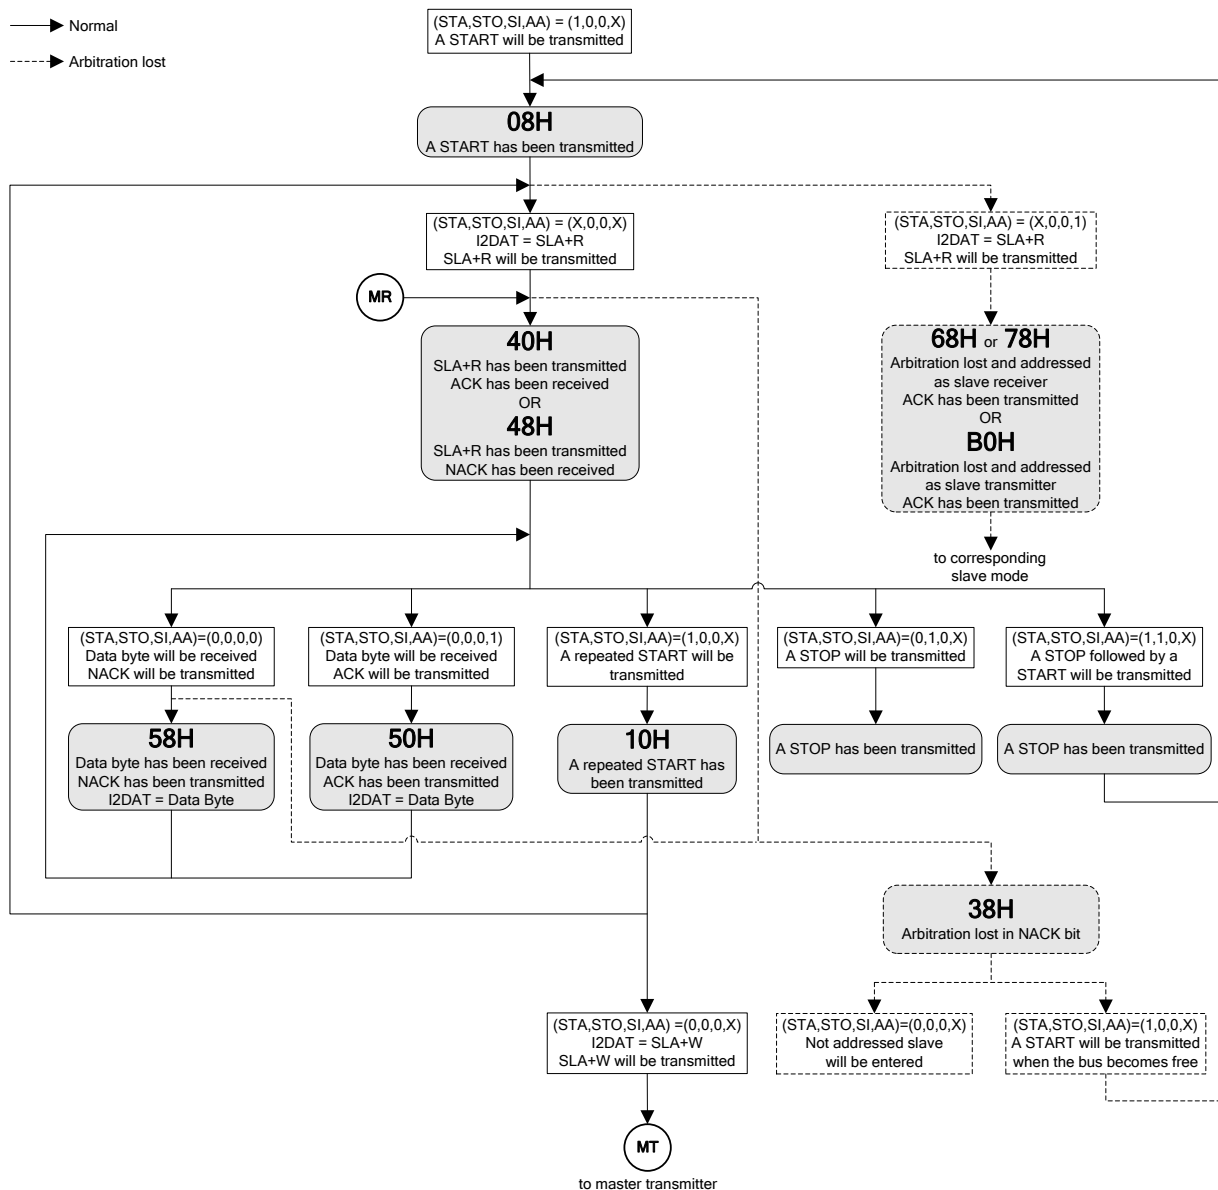 Normal
Arbitration lost
(STA,STO,SI,AA) = (1,0,0,X)
A START will be transmitted
08H
A START has been transmitted
(STA,STO,SI,AA) = (X,0,0,X)
I2DAT = SLA+R
SLA+R will be transmitted
(STA,STO,SI,AA) = (X,0,0,1)
I2DAT = SLA+R
SLA+R will be transmitted
MR
40H
SLA+R has been transmitted
ACK has been received
OR
48H
SLA+R has been transmitted
NACK has been received
68H or 78H
Arbitration lost and addressed
as slave receiver
ACK has been transmitted
OR
B0H
Arbitration lost and addressed
as slave transmitter
ACK has been transmitted
to corresponding
slave mode
(STA,STO,SI,AA)=(0,0,0,0)
Data byte will be received
NACK will be transmitted
(STA,STO,SI,AA)=(0,0,0,1)
Data byte will be received
ACK will be transmitted
(STA,STO,SI,AA)=(1,0,0,X)
A repeated START will be
transmitted
(STA,STO,SI,AA)=(0,1,0,X)
A STOP will be transmitted
(STA,STO,SI,AA)=(1,1,0,X)
A STOP followed by a
START will be transmitted
58H
Data byte has been received
NACK has been transmitted
I2DAT = Data Byte
50H
Data byte has been received
ACK has been transmitted
I2DAT = Data Byte
10H
A repeated START has
been transmitted
A STOP has been transmitted
A STOP has been transmitted
38H
Arbitration lost in NACK bit
(STA,STO,SI,AA) =(0,0,0,X)
I2DAT = SLA+W
SLA+W will be transmitted
(STA,STO,SI,AA)=(0,0,0,X)
Not addressed slave
will be entered
(STA,STO,SI,AA)=(1,0,0,X)
A START will be transmitted
when the bus becomes free
MT
to master transmitter